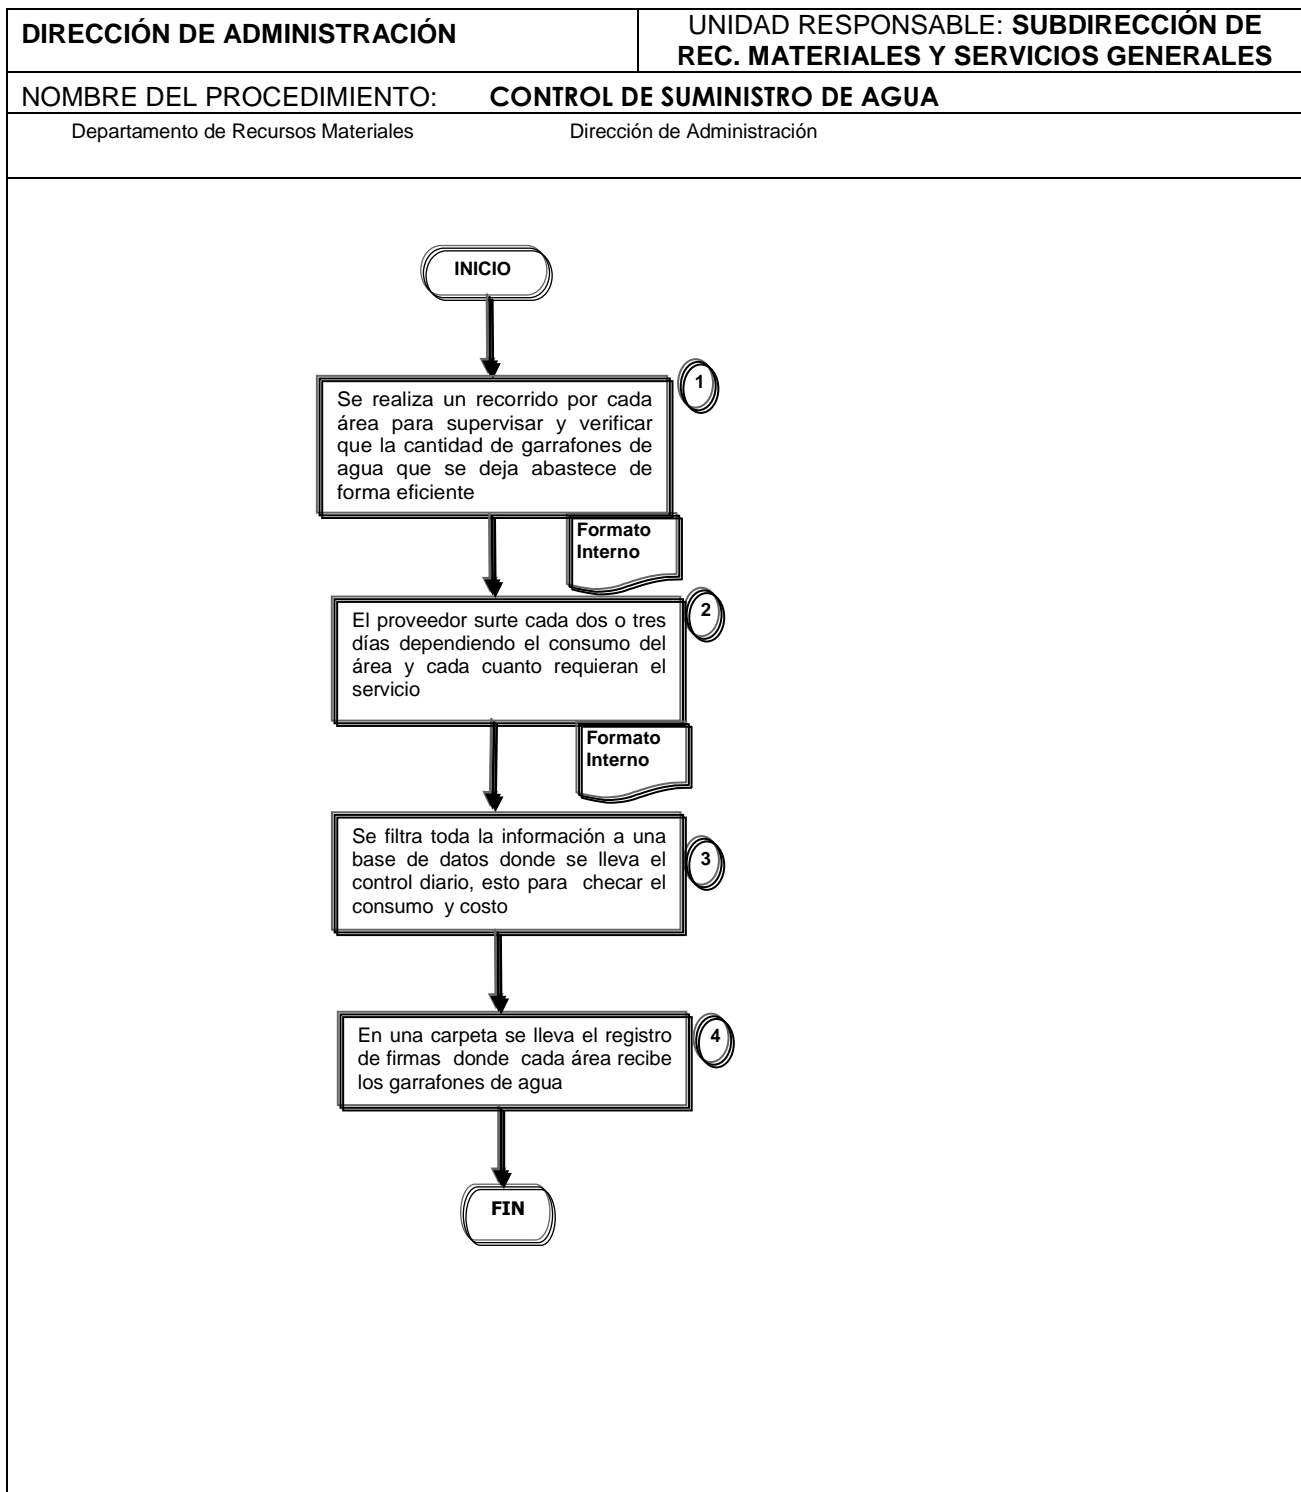 DIRECCIÓN DE ADMINISTRACIÓN
UNIDAD RESPONSABLE: SUBDIRECCIÓN DE
REC. MATERIALES Y SERVICIOS GENERALES
NOMBRE DEL PROCEDIMIENTO: CONTROL DE SUMINISTRO DE AGUA
Departamento de Recursos Materiales
Dirección de Administración
INICIO
1
Se realiza un recorrido por cada
área para supervisar y verificar
que la cantidad de garrafones de
agua que se deja abastece de
forma eficiente
Formato
Interno
2
El proveedor surte cada dos o tres
días dependiendo el consumo del
área y cada cuanto requieran el
servicio
Formato
Interno
Se filtra toda la información a una
base de datos donde se lleva el
control diario, esto para checar el
consumo y costo
3
En una carpeta se lleva el registro
de firmas donde cada área recibe
los garrafones de agua
4
FIN